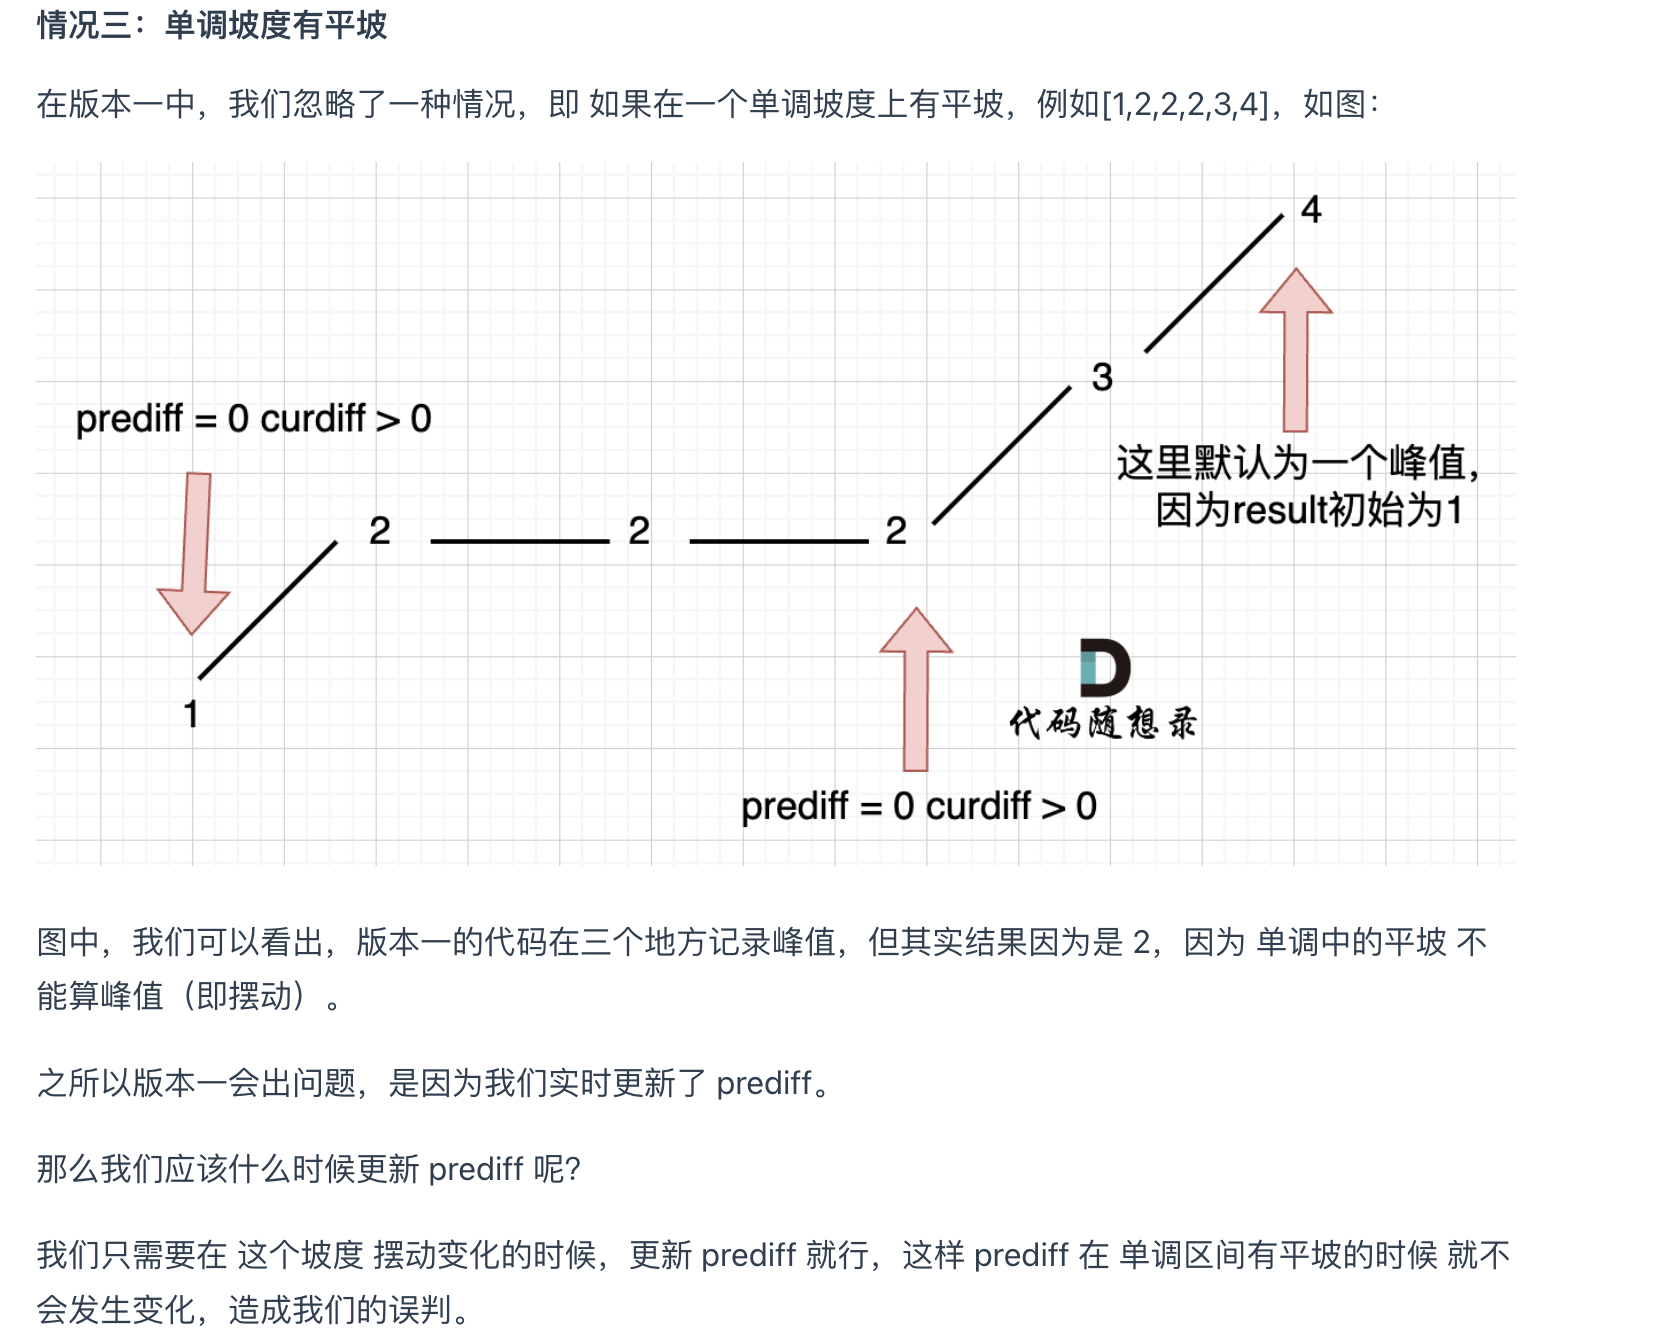 情况三：单调坡度有平坡
在版本一中，我们忽略了一种情况，即 如果在一个单调坡度上有平坡，例如[1,2,2,2,3,4]，如图：
4
3
prediff = 0 curdiff > 0
这里默认为一个峰值，
因为result初始为1
2
2
2
1
代码随想录
prediff = 0 curdiff > 0
图中，我们可以看出，版本一的代码在三个地方记录峰值，但其实结果因为是 2，因为 单调中的平坡 不
能算峰值（即摆动）。
之所以版本一会出问题，是因为我们实时更新了 prediff。
那么我们应该什么时候更新 prediff 呢？
我们只需要在 这个坡度 摆动变化的时候，更新 prediff 就行，这样 prediff 在 单调区间有平坡的时候 就不
会发生变化，造成我们的误判。